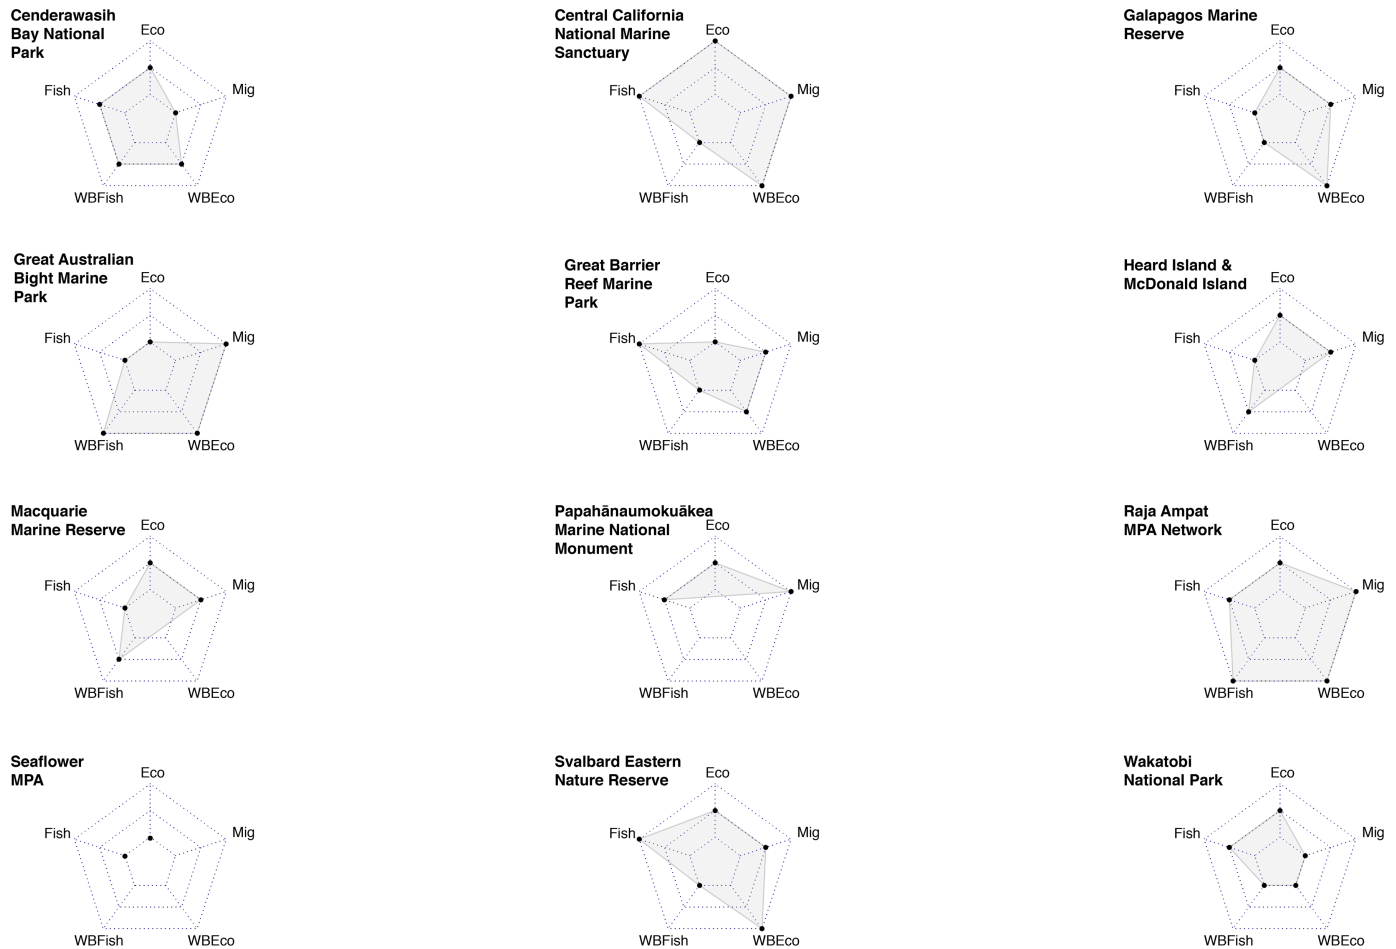 Cenderawasih
Bay National
Park
Eco
Fish
Mig
WBFish
WBEco
Central California
National Marine
Sanctuary
Eco
Fish
Mig
WBFish
WBEco
Galapagos Marine
Reserve
Eco
Fish
Mig
WBFish
WBEco
Great Australian
Bight Marine
Park
Eco
Fish
Mig
WBFish
WBEco
Great Barrier
Reef Marine
Park
Eco
Fish
Mig
WBFish
WBEco
Heard Island &
McDonald Island
Eco
Fish
Mig
WBFish
WBEco
Macquarie
Marine Reserve
Eco
Fish
Mig
WBFish
WBEco
Papahānaumokuākea
Marine National
Monument
Eco
Fish
Mig
WBFish
WBEco
Raja Ampat
MPA Network
Eco
Fish
Mig
WBFish
WBEco
Seaflower
MPA
Eco
Fish
Mig
WBFish
WBEco
Svalbard Eastern
Nature Reserve
Eco
Fish
Mig
WBFish
WBEco
Wakatobi
National Park
Eco
Fish
Mig
WBFish
WBEco